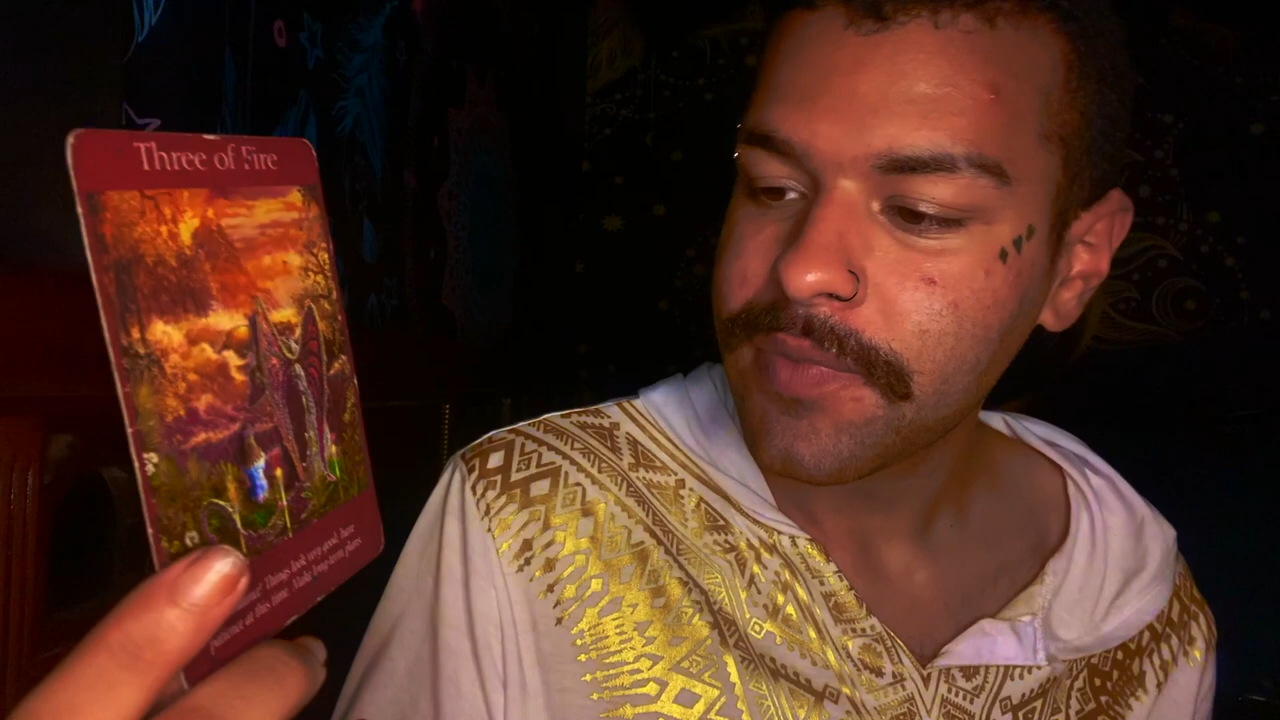 Three of Fire
Things look very good, have
patience at this time. Make long-term plans